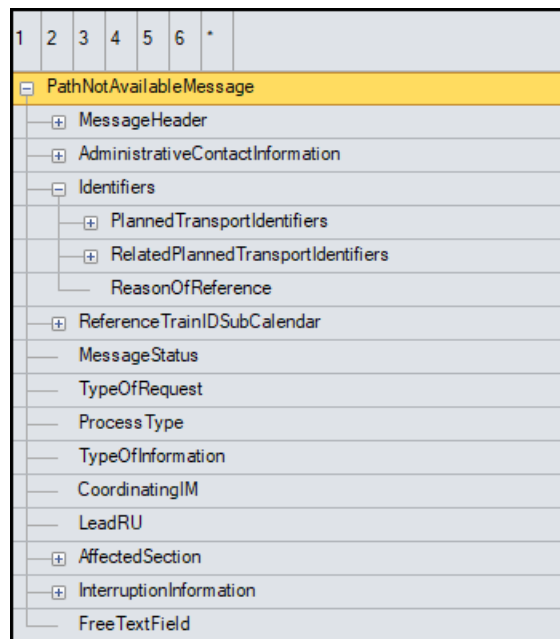 1 2 3 4 5 6 *
PathNotAvailableMessage
MessageHeader
AdministrativeContactInformation
Identifiers
PlannedTransportIdentifiers
RelatedPlannedTransportIdentifiers
ReasonOfReference
ReferenceTrainIDSubCalendar
MessageStatus
TypeOfRequest
ProcessType
TypeOfInformation
CoordinatingIM
LeadRU
AffectedSection
InterruptionInformation
FreeTextField